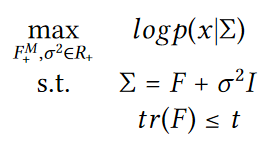 max log p(x|Σ)
F₊ᴹ,σ²∈R₊
s.t. Σ = F + σ²I
tr(F) ≤ t